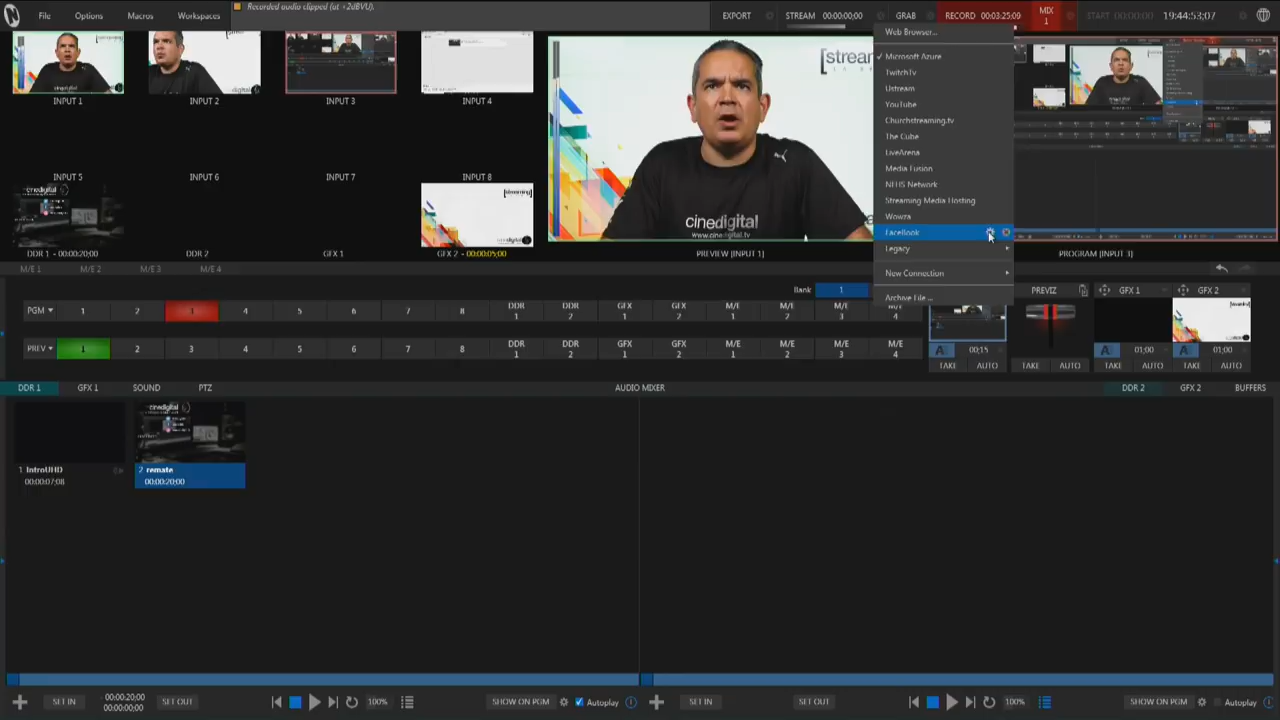 Recorded audio clipped (at +2dBVU).
File
Options
Macros
Workspaces
EXPORT
STREAM 00:00:00;00
GRAB
RECORD 00:03:25;09
MIX
1
START 00:00:00;00
19:44:53;07
INPUT 1
INPUT 2
INPUT 3
INPUT 4
INPUT 5
INPUT 6
INPUT 7
INPUT 8
cinedigital
www.cinedigital.tv
Web Browser...
Microsoft Azure
TwitchTv
Ustream
YouTube
Churchstreaming.tv
The Cube
LiveArena
Media Fusion
NFHS Network
Streaming Media Hosting
Wowza
FaceBook
Legacy
New Connection
Archive File ...
DDR 1 - 00:00:20;00
DDR 2
GFX 1
GFX 2 - 00:00:05;00
PREVIEW [INPUT 1]
PROGRAM [INPUT 3]
M/E 1
M/E 2
M/E 3
M/E 4
Bank
1
PREVIZ
GFX 1
GFX 2
PGM 1 2 3 4 5 6 7 8 DDR 1 DDR 2 GFX 1 GFX 2 M/E 1 M/E 2 M/E 3 M/E 4
PREV 1 2 3 4 5 6 7 8 DDR 1 DDR 2 GFX 1 GFX 2 M/E 1 M/E 2 M/E 3 M/E 4
00;15
01;00
01;00
TAKE AUTO
TAKE AUTO
TAKE AUTO
TAKE AUTO
DDR 1
GFX 1
SOUND
PTZ
AUDIO MIXER
DDR 2
GFX 2
BUFFERS
cinedigital
1 IntroUHD
00:00:07;08
2 remate
00:00:20;00
SET IN
00:00:20;00
00:00:00;00
SET OUT
100%
SHOW ON PGM
Autoplay
SET IN
SET OUT
100%
SHOW ON PGM
Autoplay